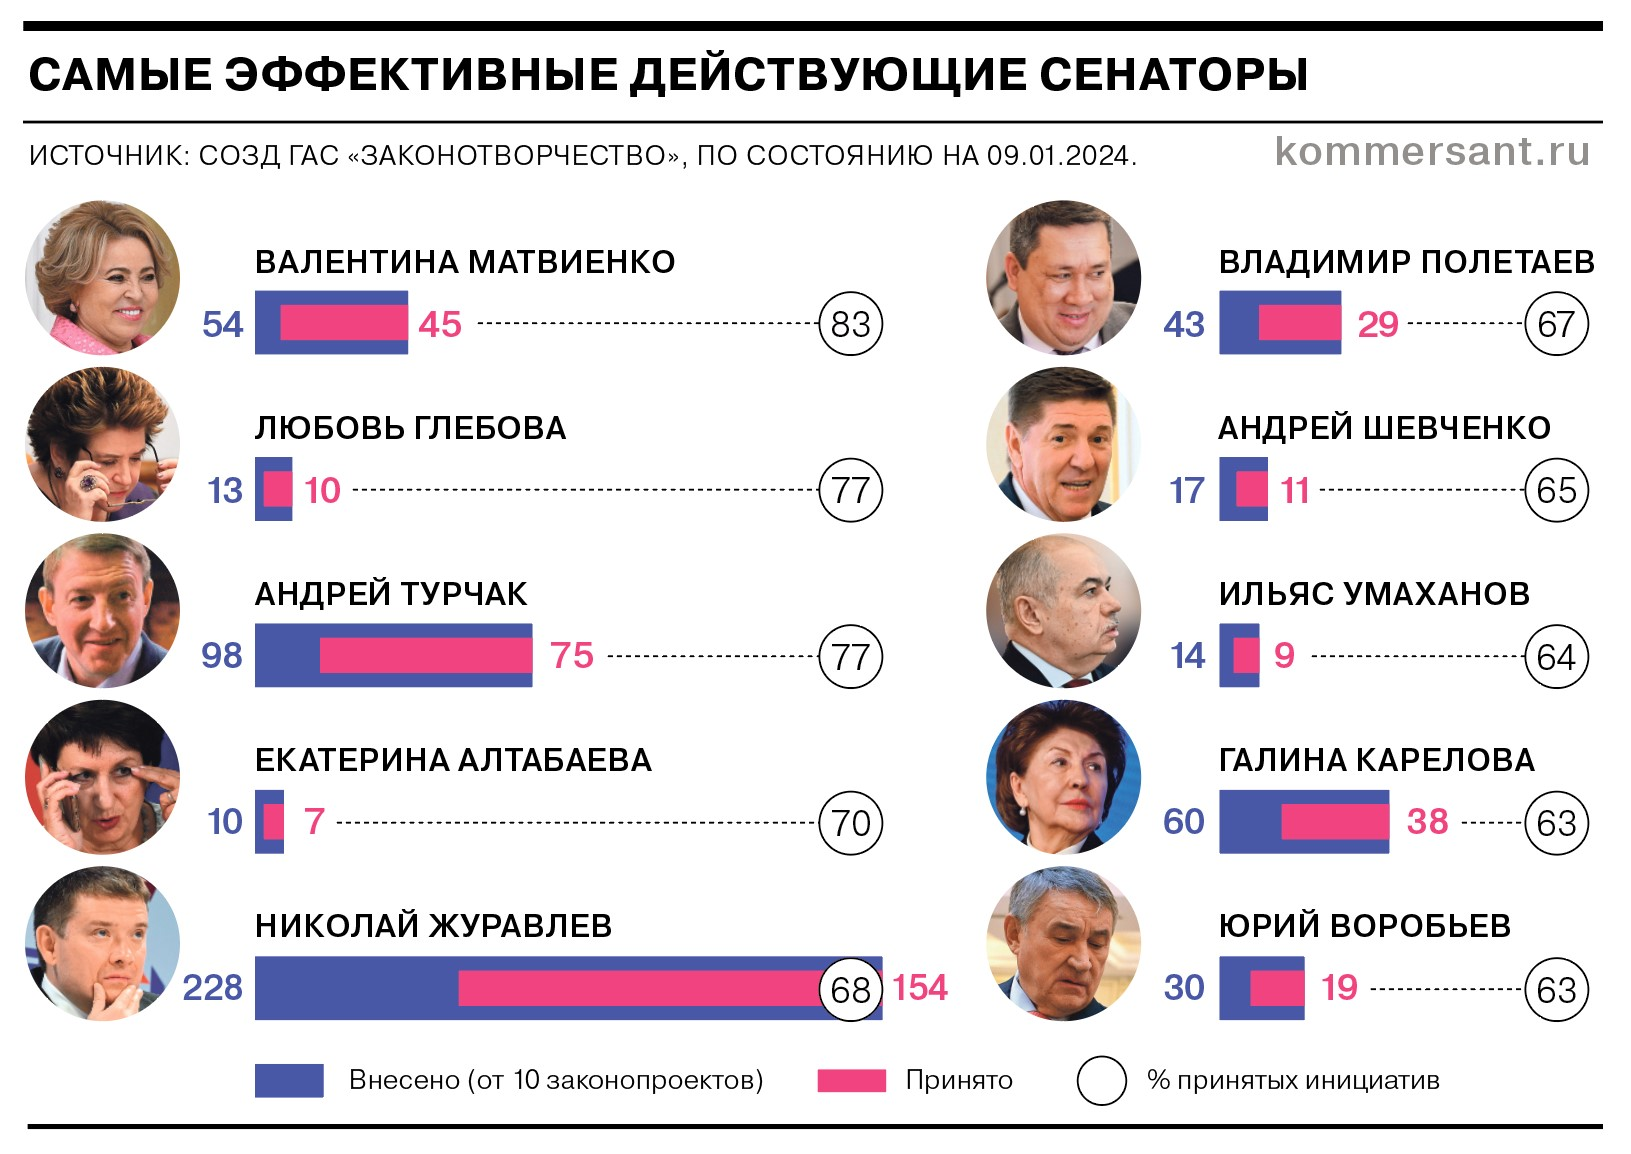 САМЫЕ ЭФФЕКТИВНЫЕ ДЕЙСТВУЮЩИЕ СЕНАТОРЫ
ИСТОЧНИК: СОЗД ГАС «ЗАКОНОТВОРЧЕСТВО», ПО СОСТОЯНИЮ НА 09.01.2024.
kommersant.ru
ВАЛЕНТИНА МАТВИЕНКО
54 45 83
ЛЮБОВЬ ГЛЕБОВА
13 10 77
АНДРЕЙ ТУРЧАК
98 75 77
ЕКАТЕРИНА АЛТАБАЕВА
10 7 70
НИКОЛАЙ ЖУРАВЛЕВ
228 68 154
ВЛАДИМИР ПОЛЕТАЕВ
43 29 67
АНДРЕЙ ШЕВЧЕНКО
17 11 65
ИЛЬЯС УМАХАНОВ
14 9 64
ГАЛИНА КАРЕЛОВА
60 38 63
ЮРИЙ ВОРОБЬЕВ
30 19 63
Внесено (от 10 законопроектов) Принято % принятых инициатив